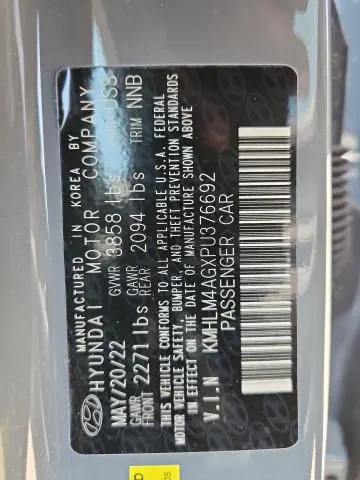 MANUFACTURED IN KOREA BY
HYUNDAI MOTOR COMPANY
MAY/20/22 GVWR 3858 lbs US3
GAWR FRONT 2271 lbs GAWR REAR 2094 lbs TRIM NNB
THIS VEHICLE CONFORMS TO ALL APPLICABLE U.S.A. FEDERAL
MOTOR VEHICLE SAFETY, BUMPER, AND THEFT PREVENTION STANDARDS
IN EFFECT ON THE DATE OF MANUFACTURE SHOWN ABOVE
V.I.N KMHLM4AGXPU376692
PASSENGER CAR